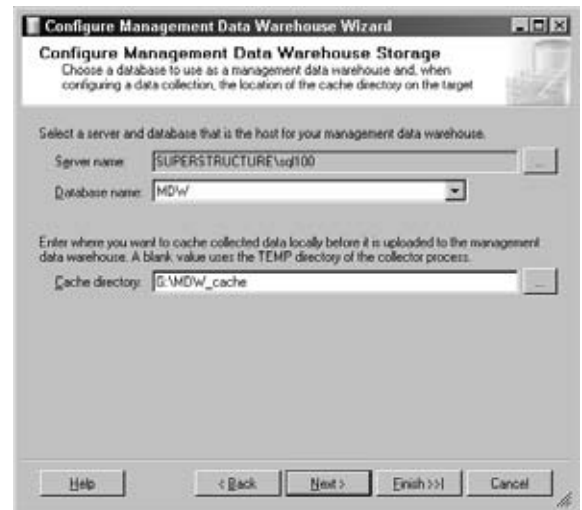 Configure Management Data Warehouse Wizard
Configure Management Data Warehouse Storage
Choose a database to use as a management data warehouse and, when
configuring a data collection, the location of the cache directory on the target
Select a server and database that is the host for your management data warehouse.
Server name: SUPERSTRUCTURE\sql100 ...
Database name: MDW
Enter where you want to cache collected data locally before it is uploaded to the management
data warehouse. A blank value uses the TEMP directory of the collector process.
Cache directory: G:\MDW_cache ...
Help < Back Next > Finish >>| Cancel